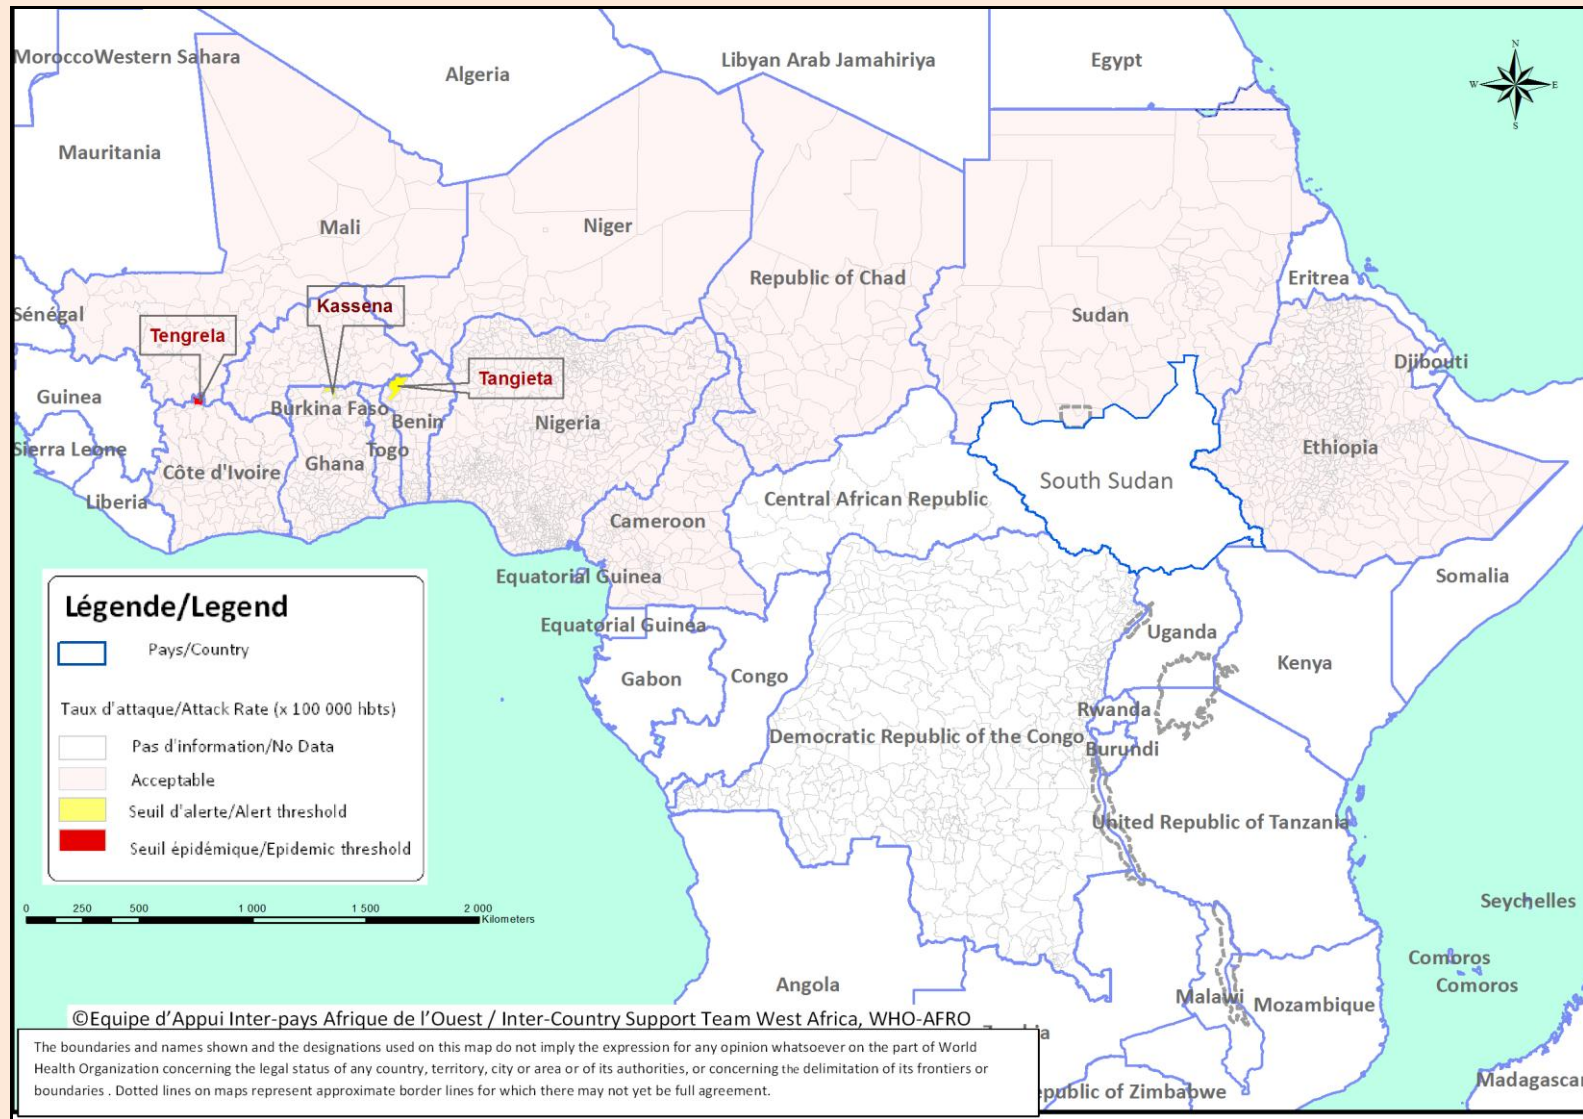 N
W E
S
Morocco
Western Sahara
Algeria
Libyan Arab Jamahiriya
Egypt
Mauritania
Mali
Niger
Republic of Chad
Sudan
Eritrea
Sénégal
Kassena
Tengrela
Tangieta
Djibouti
Guinea
Burkina Faso
Benin
Nigeria
Sierra Leone
Côte d'Ivoire
Ghana
Togo
Ethiopia
Liberia
South Sudan
Central African Republic
Cameroon
Equatorial Guinea
Somalia
Equatorial Guinea
Uganda
Gabon
Congo
Kenya
Rwanda
Democratic Republic of the Congo
Burundi
United Republic of Tanzania
Seychelles
Comoros
Comoros
Angola
Malawi
Mozambique
Madagascar
epublic of Zimbabwe
Légende/Legend
Pays/Country
Taux d'attaque/Attack Rate (x 100 000 hbts)
Pas d'information/No Data
Acceptable
Seuil d'alerte/Alert threshold
Seuil épidémique/Epidemic threshold
0 250 500 1 000 1 500 2 000
Kilometers
©Equipe d'Appui Inter-pays Afrique de l'Ouest / Inter-Country Support Team West Africa, WHO-AFRO
The boundaries and names shown and the designations used on this map do not imply the expression for any opinion whatsoever on the part of World
Health Organization concerning the legal status of any country, territory, city or area or of its authorities, or concerning the delimitation of its frontiers or
boundaries . Dotted lines on maps represent approximate border lines for which there may not yet be full agreement.